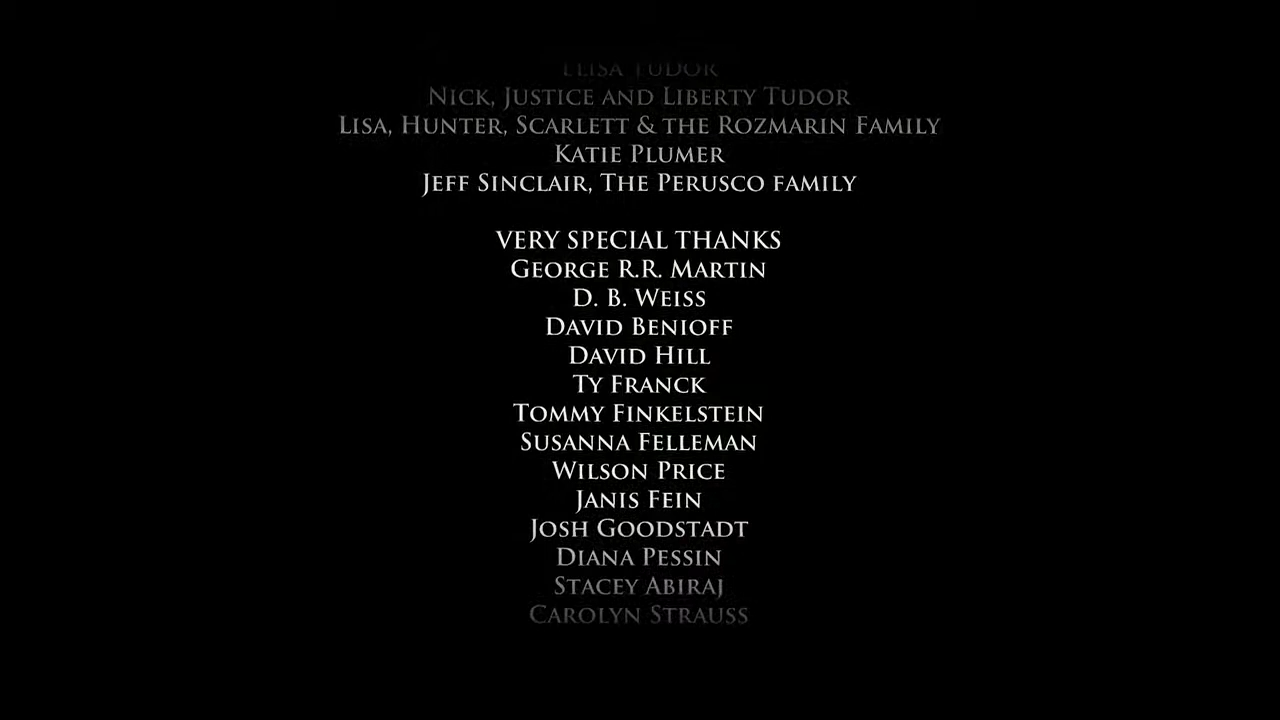 Elisa Tudor
Nick, Justice and Liberty Tudor
Lisa, Hunter, Scarlett & the Rozmarin Family
Katie Plumer
Jeff Sinclair, The Perusco family
VERY SPECIAL THANKS
George R.R. Martin
D. B. Weiss
David Benioff
David Hill
Ty Franck
Tommy Finkelstein
Susanna Felleman
Wilson Price
Janis Fein
Josh Goodstadt
Diana Pessin
Stacey Abiraj
Carolyn Strauss